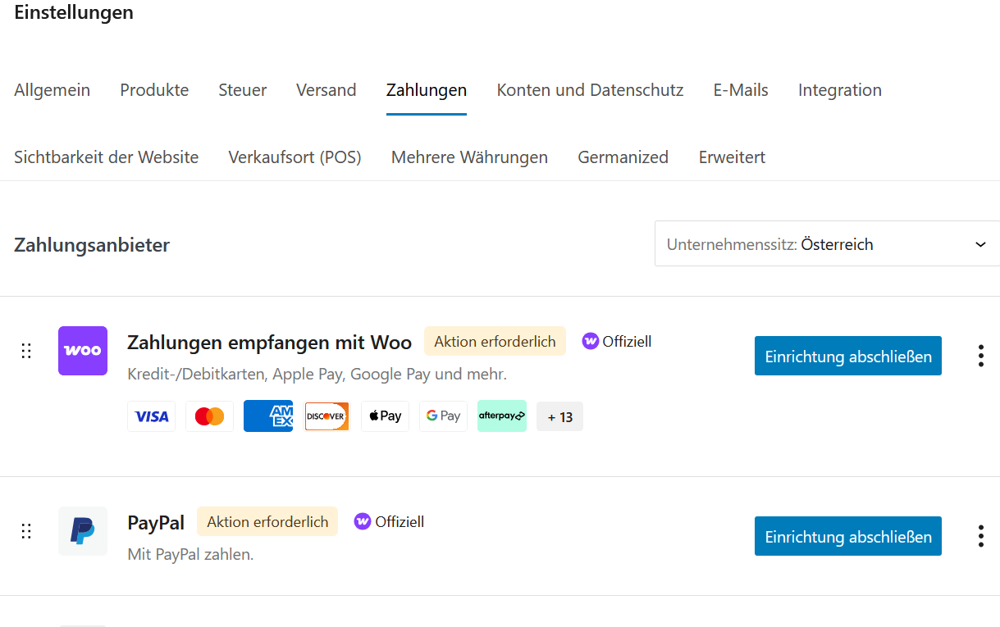 Einstellungen
Allgemein Produkte Steuer Versand Zahlungen Konten und Datenschutz E-Mails Integration
Sichtbarkeit der Website Verkaufsort (POS) Mehrere Währungen Germanized Erweitert
Zahlungsanbieter Unternehmenssitz: Österreich
woo Zahlungen empfangen mit Woo Aktion erforderlich Offiziell Einrichtung abschließen
Kredit-/Debitkarten, Apple Pay, Google Pay und mehr.
VISA AM EX DISCOVER Pay G Pay afterpay + 13
PayPal Aktion erforderlich Offiziell Einrichtung abschließen
Mit PayPal zahlen.